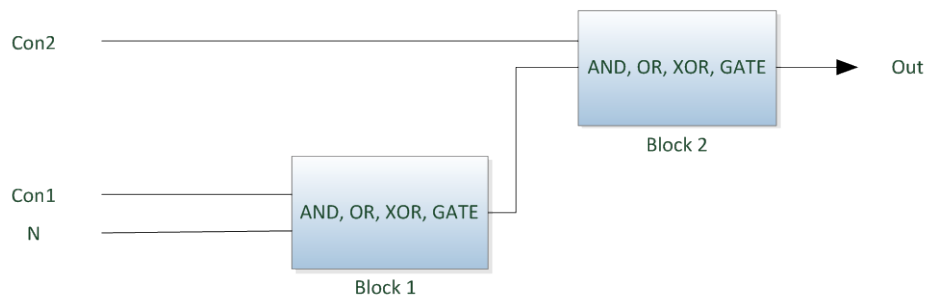 Con2
AND, OR, XOR, GATE
Out
Block 2
Con1
AND, OR, XOR, GATE
N
Block 1